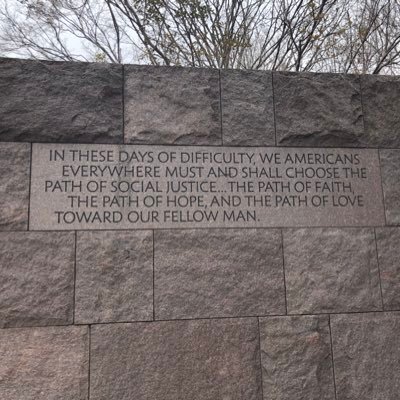 IN THESE DAYS OF DIFFICULTY, WE AMERICANS
EVERYWHERE MUST AND SHALL CHOOSE THE
PATH OF SOCIAL JUSTICE...THE PATH OF FAITH,
THE PATH OF HOPE, AND THE PATH OF LOVE
TOWARD OUR FELLOW MAN.